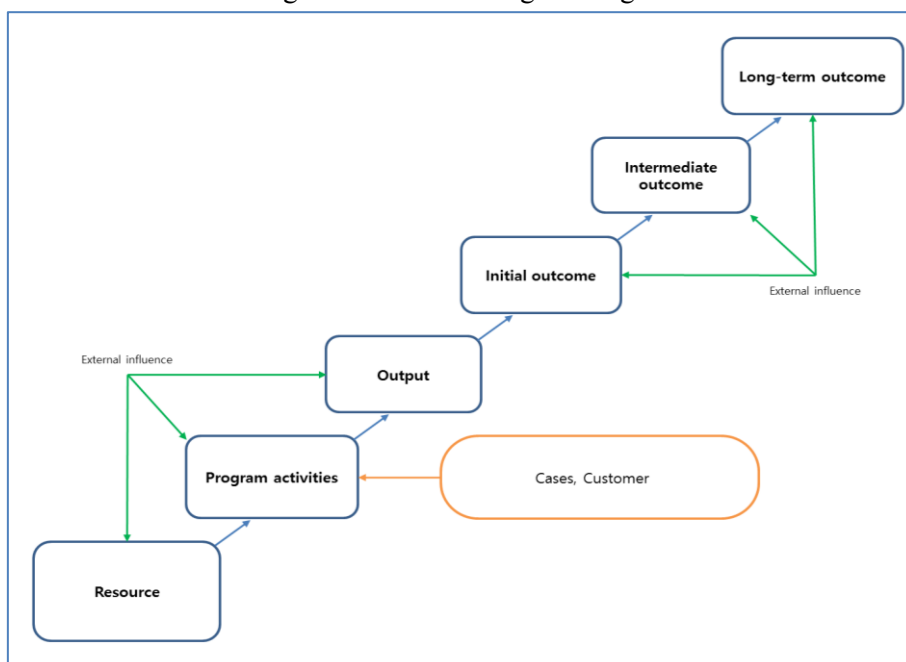 Long-term outcome
Intermediate
outcome
Initial outcome
External influence
External influence
Output
Program activities
Cases, Customer
Resource